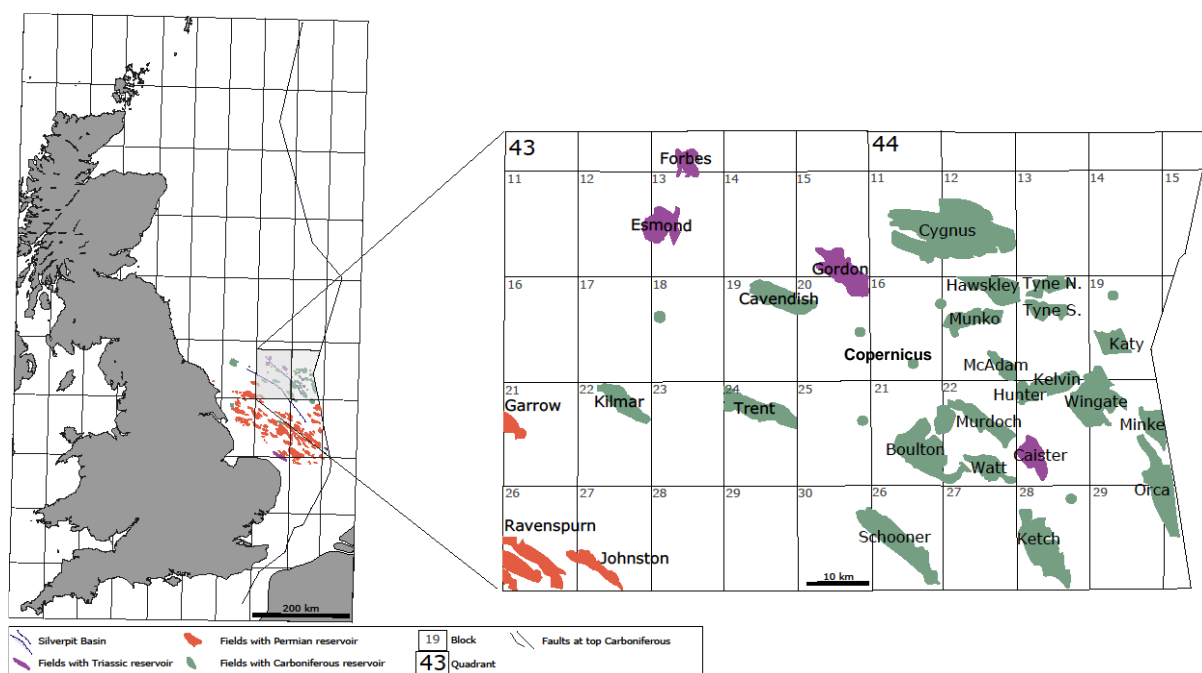 43
44
Forbes
11
12
13
14
15
11
12
13
14
15
Esmond
Cygnus
Gordon
16
17
18
19
20
16
19
Cavendish
Hawskley
Tyne N.
Tyne S.
Munko
Copernicus
Katy
McAdam
21
22
23
24
25
21
22
Kelvin
Hunter
Wingate
Garrow
Kilmar
Trent
Murdoch
Minke
Boulton
Watt
Caister
26
27
28
29
30
26
27
28
29
Orca
Ravenspurn
Johnston
Schooner
Ketch
10 km
200 km
Silverpit Basin
Fields with Permian reservoir
19 Block
Faults at top Carboniferous
Fields with Triassic reservoir
Fields with Carboniferous reservoir
43 Quadrant